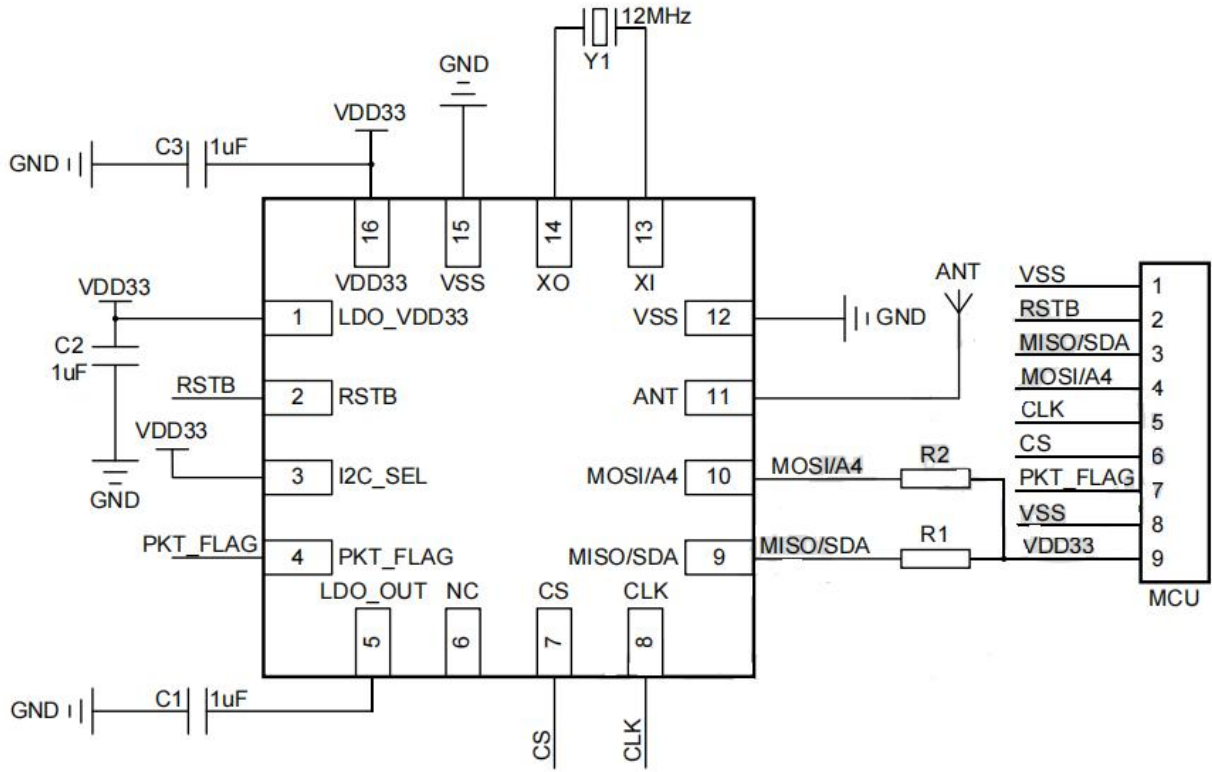 12MHz
Y1
GND
VDD33
C3 1uF
GND
16 15 14 13
VDD33 VSS XO XI
ANT
VDD33
1 LDO_VDD33
VSS 12
GND
C2
1uF
RSTB
2 RSTB
ANT 11
VDD33
3 I2C_SEL
MOSI/A4 10
MOSI/A4
R2
GND
PKT_FLAG
4 PKT_FLAG
MISO/SDA 9
MISO/SDA
R1
LDO_OUT NC CS CLK
5 6 7 8
GND
C1 1uF
CS
CLK
VSS 1
RSTB 2
MISO/SDA 3
MOSI/A4 4
CLK 5
CS 6
PKT_FLAG 7
VSS 8
VDD33 9
MCU